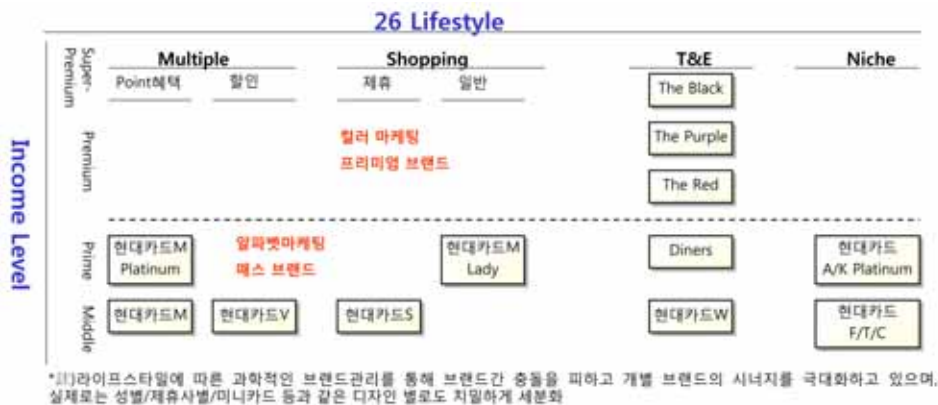 26 Lifestyle
Multiple Shopping T&E Niche
Point혜택 할인 제휴 일반
Income Level
Super-Premium
The Black
Premium
컬러 마케팅
프리미엄 브랜드
The Purple
The Red
Prime
현대카드M
Platinum
알파벳마케팅
매스 브랜드
현대카드M
Lady
Diners
현대카드
A/K Platinum
Middle
현대카드M
현대카드V
현대카드S
현대카드W
현대카드
F/T/C
라이프스타일에 따른 과학적인 브랜드관리를 통해 브랜드간 충돌을 피하고 개별 브랜드의 시너지를 극대화하고 있으며,
실제로는 성별/제휴사별/미니카드 등과 같은 디자인 별로도 치밀하게 세분화